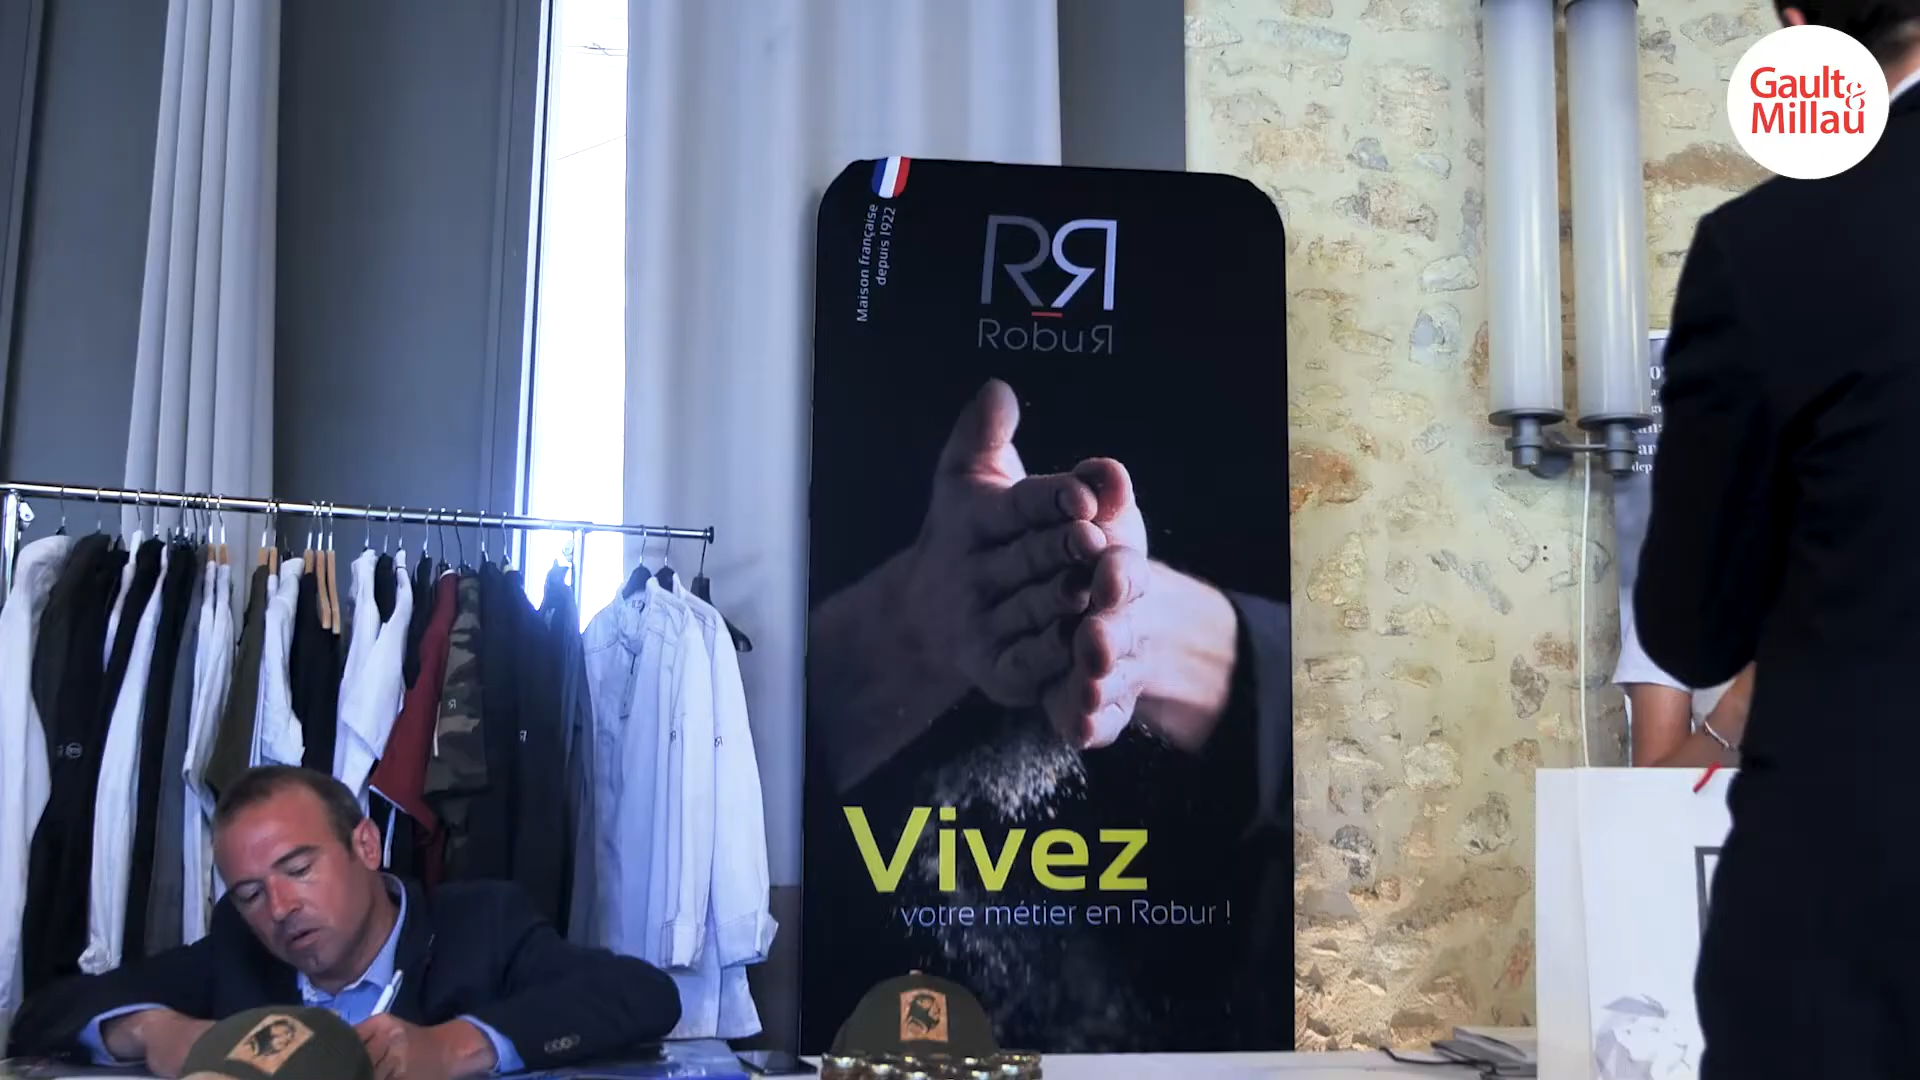 Gault&
Millau
Maison française
depuis 1922
RR
RobuR
Vivez
votre métier en Robur !